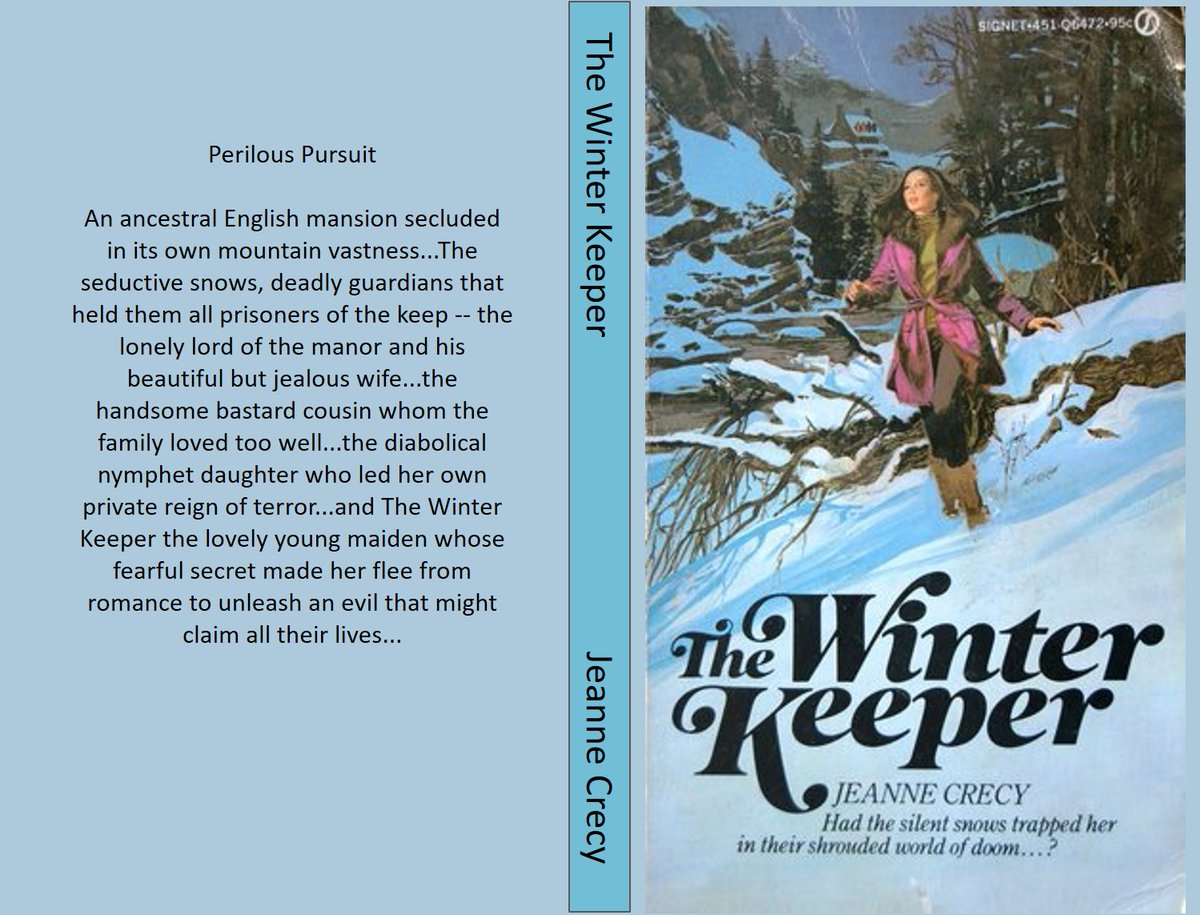 Perilous Pursuit
An ancestral English mansion secluded
in its own mountain vastness...The
seductive snows, deadly guardians that
held them all prisoners of the keep -- the
lonely lord of the manor and his
beautiful but jealous wife...the
handsome bastard cousin whom the
family loved too well...the diabolical
nymphet daughter who led her own
private reign of terror...and The Winter
Keeper the lovely young maiden whose
fearful secret made her flee from
romance to unleash an evil that might
claim all their lives...
The Winter Keeper
Jeanne Crecy
SIGNET•451-Q6472•95c
The Winter
Keeper
JEANNE CRECY
Had the silent snows trapped her
in their shrouded world of doom...?